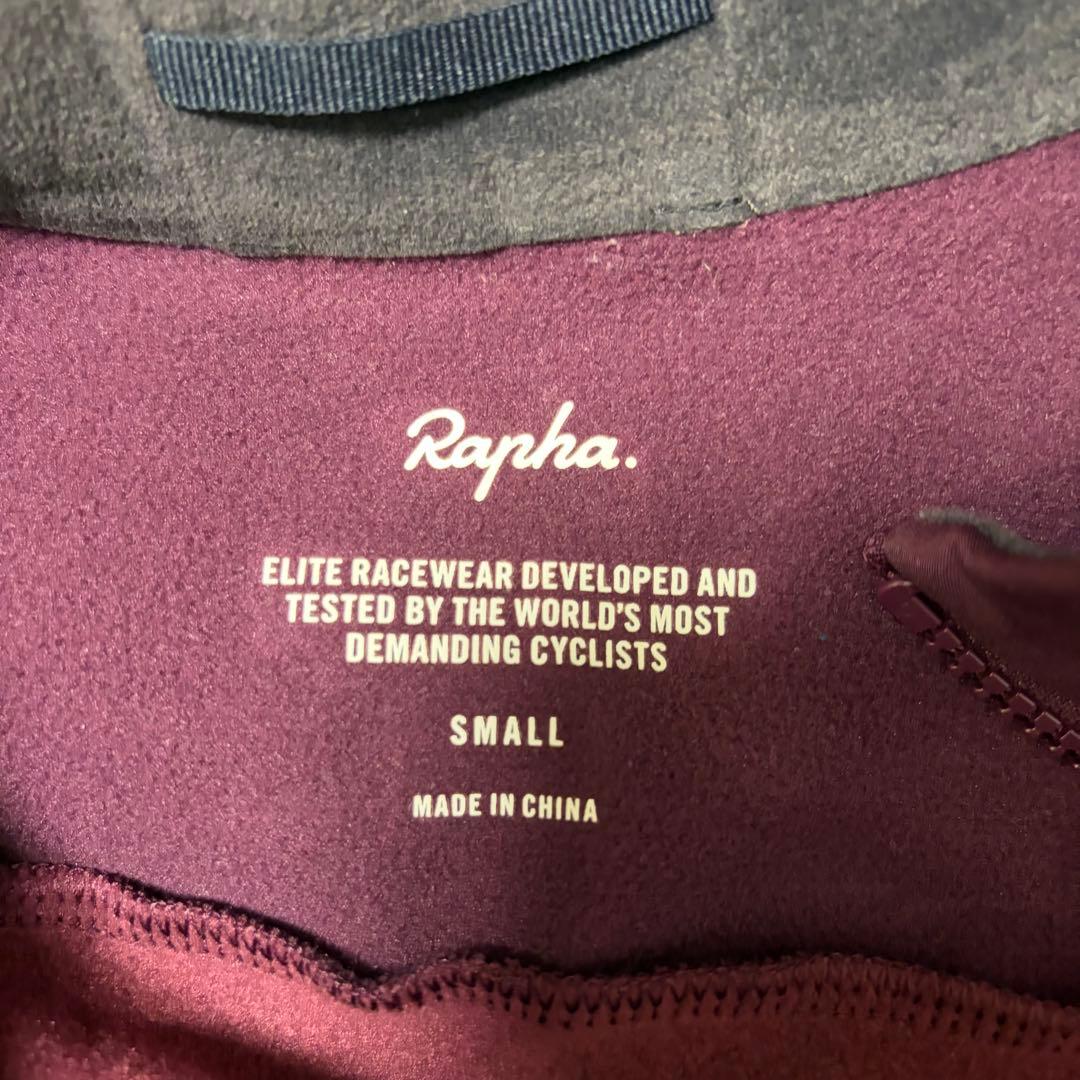 Rapha.
ELITE RACEWEAR DEVELOPED AND
TESTED BY THE WORLD'S MOST
DEMANDING CYCLISTS
SMALL
MADE IN CHINA